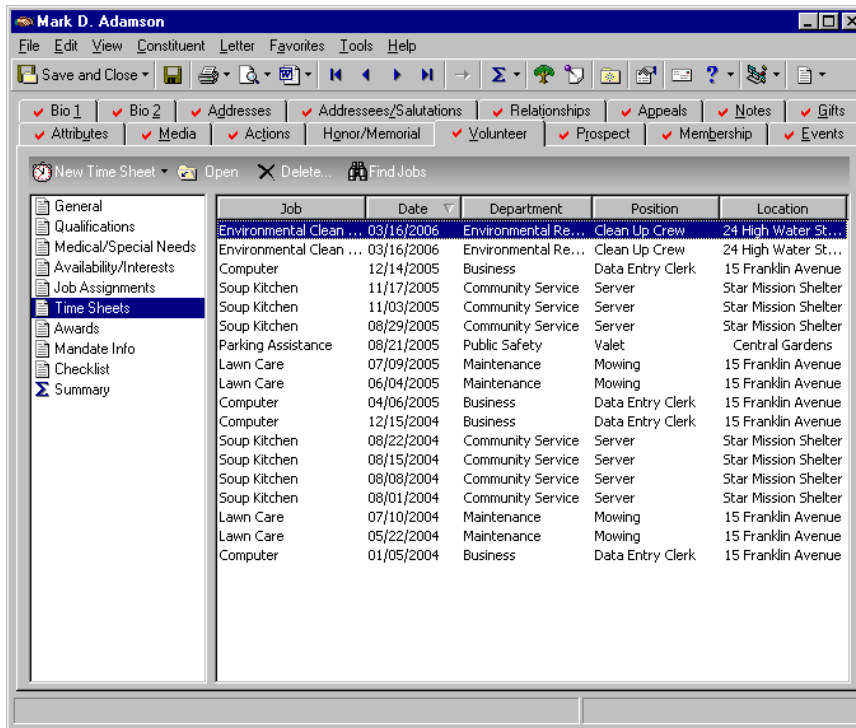 Mark D. Adamson
File Edit View Constituent Letter Favorites Tools Help
Save and Close
Bio 1 Bio 2 Addresses Addressees/Salutations Relationships Appeals Notes Gifts
Attributes Media Actions Honor/Memorial Volunteer Prospect Membership Events
New Time Sheet Open Delete... Find Jobs
General
Qualifications
Medical/Special Needs
Availability/Interests
Job Assignments
Time Sheets
Awards
Mandate Info
Checklist
Summary
Job Date Department Position Location
Environmental Clean ... 03/16/2006 Environmental Re... Clean Up Crew 24 High Water St...
Environmental Clean ... 03/16/2006 Environmental Re... Clean Up Crew 24 High Water St...
Computer 12/14/2005 Business Data Entry Clerk 15 Franklin Avenue
Soup Kitchen 11/17/2005 Community Service Server Star Mission Shelter
Soup Kitchen 11/03/2005 Community Service Server Star Mission Shelter
Soup Kitchen 08/29/2005 Community Service Server Star Mission Shelter
Parking Assistance 08/21/2005 Public Safety Valet Central Gardens
Lawn Care 07/09/2005 Maintenance Mowing 15 Franklin Avenue
Lawn Care 06/04/2005 Maintenance Mowing 15 Franklin Avenue
Computer 04/06/2005 Business Data Entry Clerk 15 Franklin Avenue
Computer 12/15/2004 Business Data Entry Clerk 15 Franklin Avenue
Soup Kitchen 08/22/2004 Community Service Server Star Mission Shelter
Soup Kitchen 08/15/2004 Community Service Server Star Mission Shelter
Soup Kitchen 08/08/2004 Community Service Server Star Mission Shelter
Soup Kitchen 08/01/2004 Community Service Server Star Mission Shelter
Lawn Care 07/10/2004 Maintenance Mowing 15 Franklin Avenue
Lawn Care 05/22/2004 Maintenance Mowing 15 Franklin Avenue
Computer 01/05/2004 Business Data Entry Clerk 15 Franklin Avenue